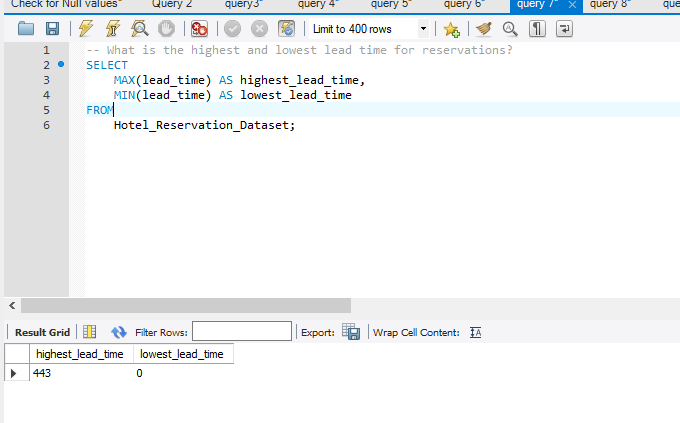 Check for Null values* Query 2 query3* query 4* query 5* query 6* query 7* query 8*
Limit to 400 rows
1 -- What is the highest and lowest lead time for reservations?
2 SELECT
3 MAX(lead_time) AS highest_lead_time,
4 MIN(lead_time) AS lowest_lead_time
5 FROM
6 Hotel_Reservation_Dataset;
Result Grid Filter Rows: Export: Wrap Cell Content:
highest_lead_time lowest_lead_time
443 0